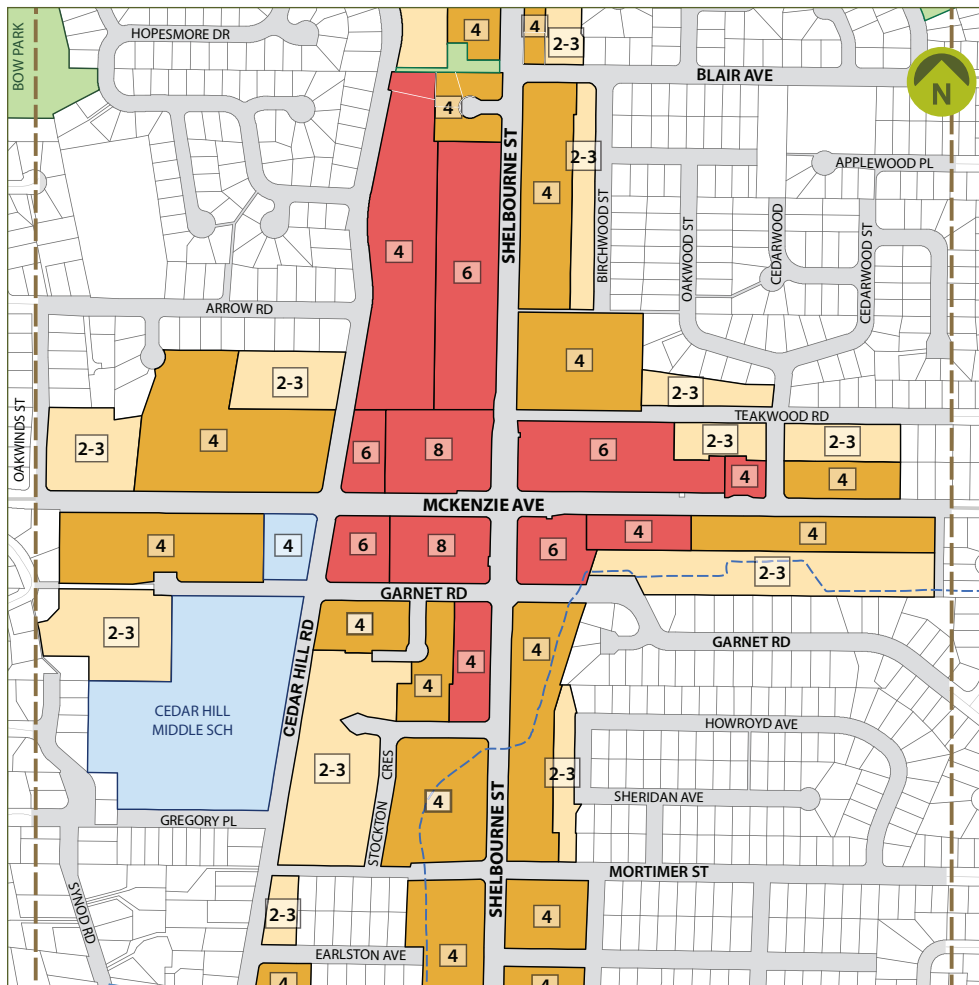 HOPESMORE DR
BOW PARK
4
4
2-3
BLAIR AVE
N
4
2-3
APPLEWOOD PL
SHELBOURNE ST
4
4
6
BIRCHWOOD ST
OAKWOOD ST
CEDARWOOD
CEDARWOOD ST
ARROW RD
2-3
4
2-3
OAKWINDS ST
TEAKWOOD RD
2-3
4
6
8
6
2-3
2-3
4
4
MCKENZIE AVE
4
4
6
8
6
4
4
2-3
GARNET RD
2-3
4
4
GARNET RD
CEDAR HILL RD
4
4
CEDAR HILL
MIDDLE SCH
HOWROYD AVE
2-3
CRES
STOCKTON
4
2-3
SHERIDAN AVE
SHELBOURNE ST
GREGORY PL
MORTIMER ST
SYNOD RD
2-3
4
EARLSTON AVE
4
4
4